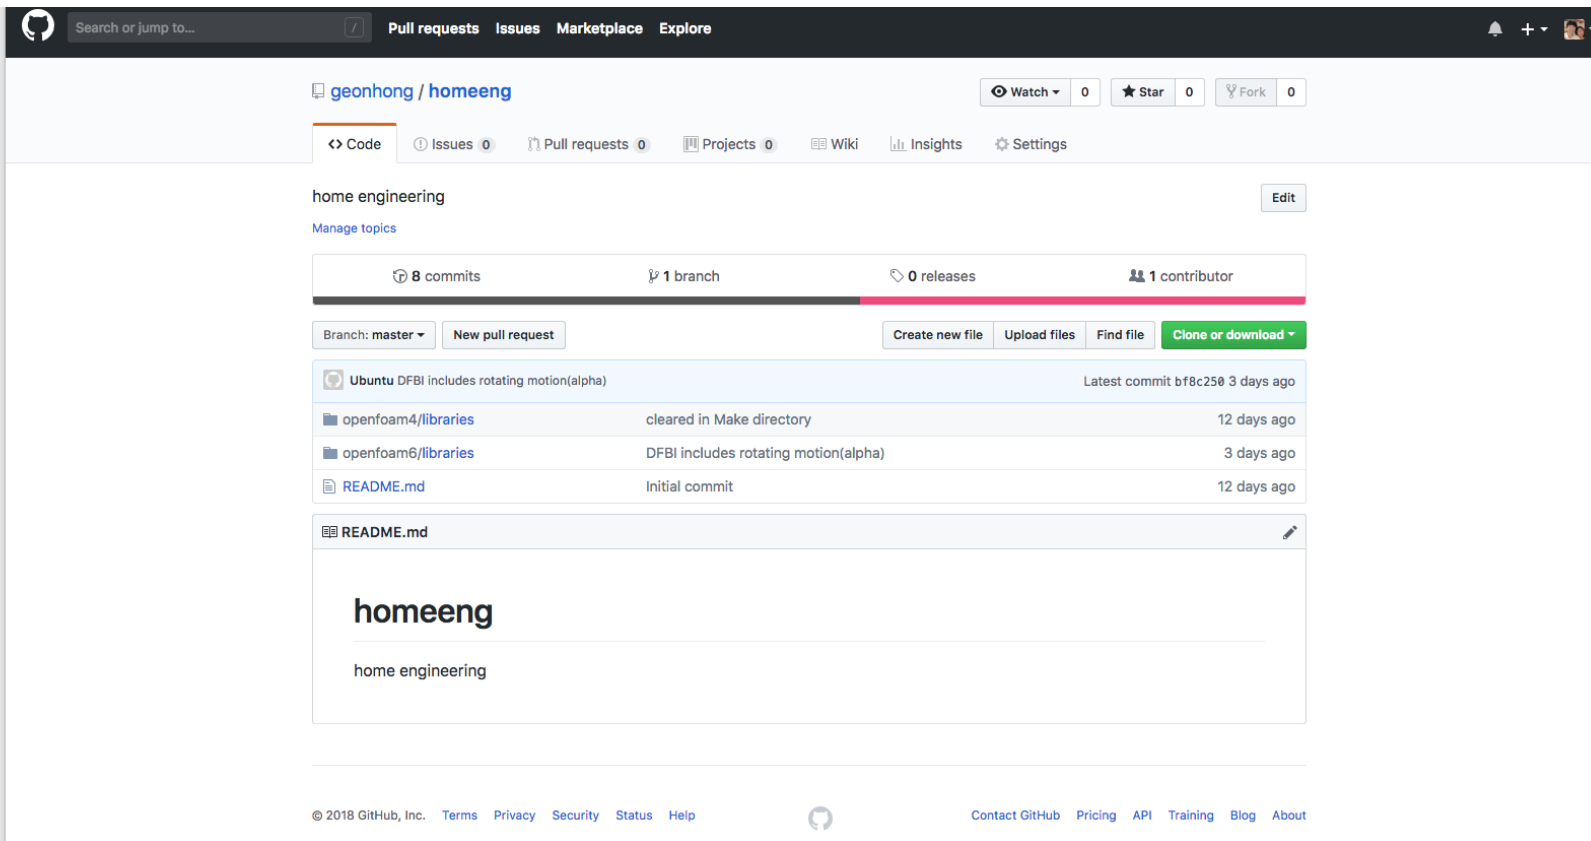 Search or jump to... / Pull requests Issues Marketplace Explore
geonhong / homeeng Watch 0 Star 0 Fork 0
Code Issues 0 Pull requests 0 Projects 0 Wiki Insights Settings
home engineering Edit
Manage topics
8 commits 1 branch 0 releases 1 contributor
Branch: master New pull request Create new file Upload files Find file Clone or download
Ubuntu DFBI includes rotating motion(alpha) Latest commit bf8c250 3 days ago
openfoam4/libraries cleared in Make directory 12 days ago
openfoam6/libraries DFBI includes rotating motion(alpha) 3 days ago
README.md Initial commit 12 days ago
README.md
homeeng
home engineering
© 2018 GitHub, Inc. Terms Privacy Security Status Help Contact GitHub Pricing API Training Blog About